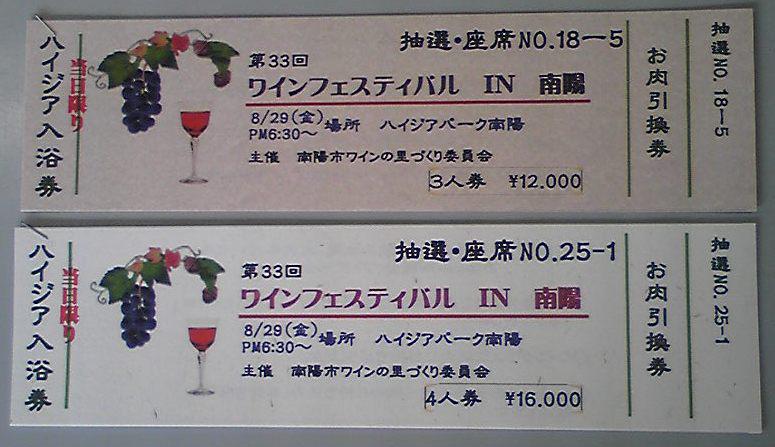 ハイジア入浴券
当日限り
抽選・座席NO.18－5
第33回
ワインフェスティバル IN 南陽
8/29(金)
PM6:30～
場所 ハイジアパーク南陽
主催 南陽市ワインの里づくり委員会
3人券 ¥12.000
お肉引換券
抽選NO. 18－5
ハイジア入浴券
当日限り
抽選・座席NO.25-1
第33回
ワインフェスティバル IN 南陽
8/29(金)
PM6:30～
場所 ハイジアパーク南陽
主催 南陽市ワインの里づくり委員会
4人券 ¥16.000
お肉引換券
抽選NO. 25-1